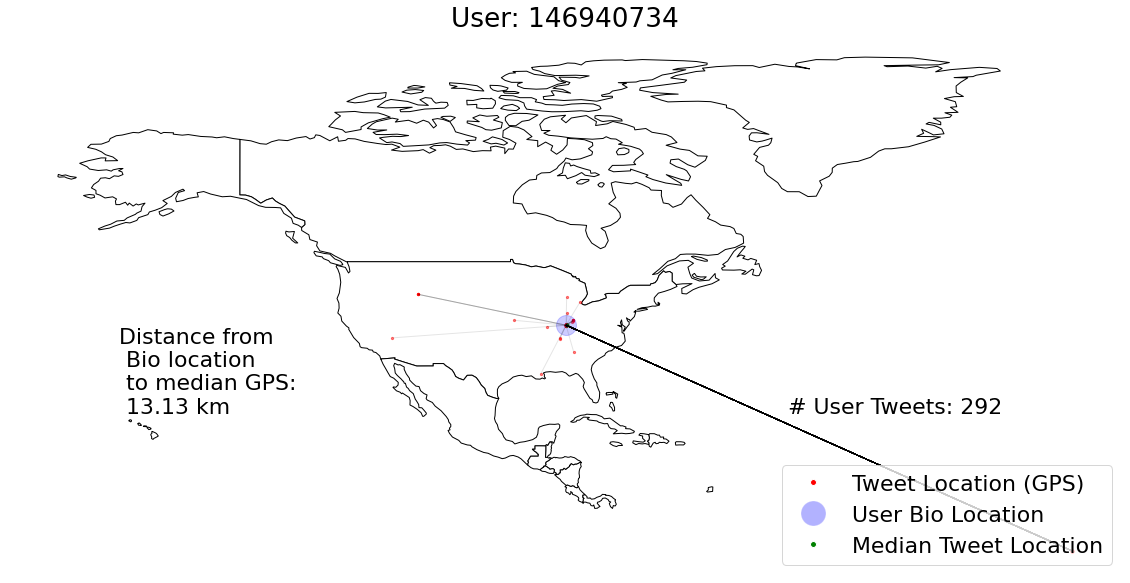 User: 146940734
Distance from
Bio location
to median GPS:
13.13 km
# User Tweets: 292
Tweet Location (GPS)
User Bio Location
Median Tweet Location